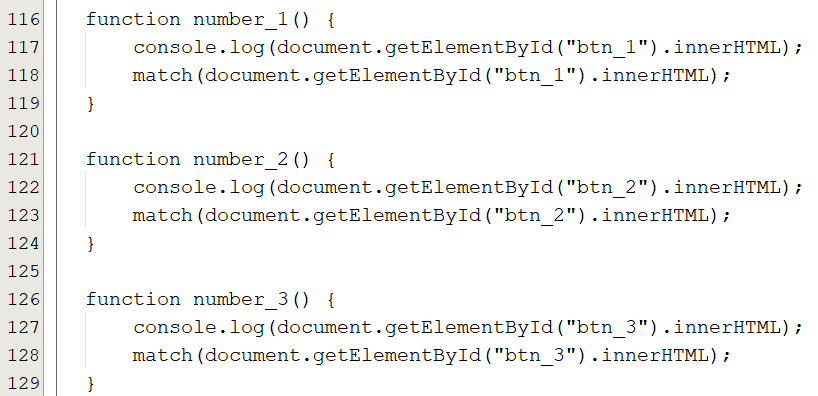 116 function number_1() {
117 console.log(document.getElementById("btn_1").innerHTML);
118 match(document.getElementById("btn_1").innerHTML);
119 }
120
121 function number_2() {
122 console.log(document.getElementById("btn_2").innerHTML);
123 match(document.getElementById("btn_2").innerHTML);
124 }
125
126 function number_3() {
127 console.log(document.getElementById("btn_3").innerHTML);
128 match(document.getElementById("btn_3").innerHTML);
129 }